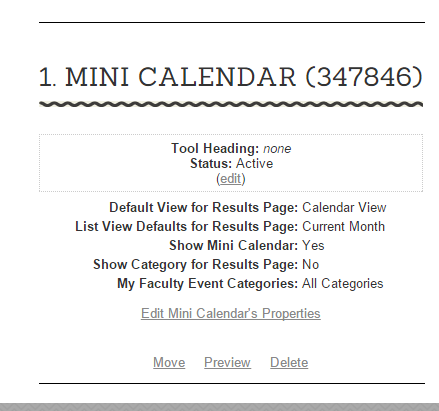 1. MINI CALENDAR (347846)
Tool Heading: none
Status: Active
(edit)
Default View for Results Page: Calendar View
List View Defaults for Results Page: Current Month
Show Mini Calendar: Yes
Show Category for Results Page: No
My Faculty Event Categories: All Categories
Edit Mini Calendar's Properties
Move Preview Delete